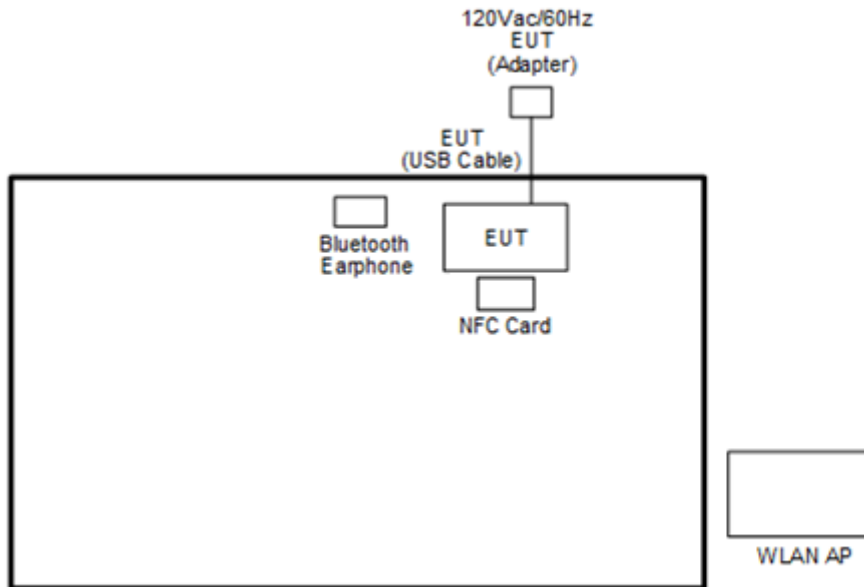 120Vac/60Hz
EUT
(Adapter)
EUT
(USB Cable)
EUT
Bluetooth
Earphone
NFC Card
WLAN AP